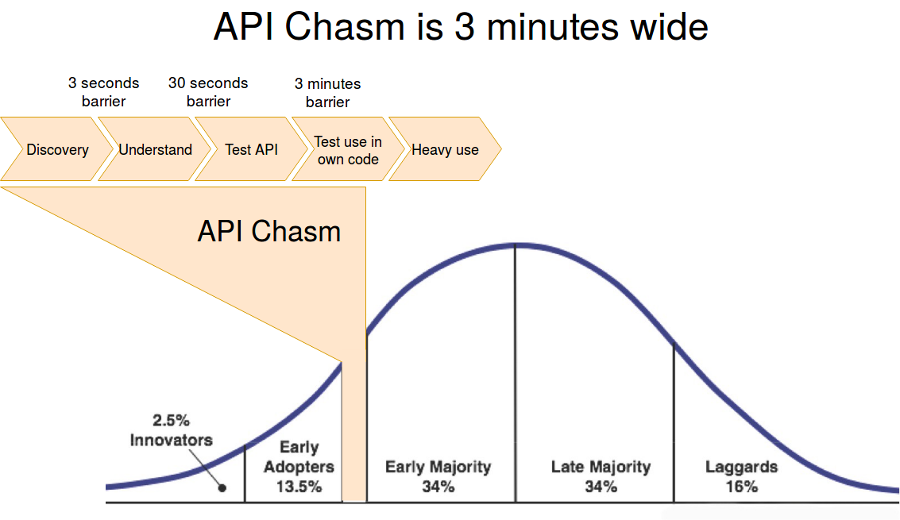 API Chasm is 3 minutes wide
3 seconds
barrier
30 seconds
barrier
3 minutes
barrier
Discovery
Understand
Test API
Test use in
own code
Heavy use
API Chasm
2.5%
Innovators
Early
Adopters
13.5%
Early Majority
34%
Late Majority
34%
Laggards
16%